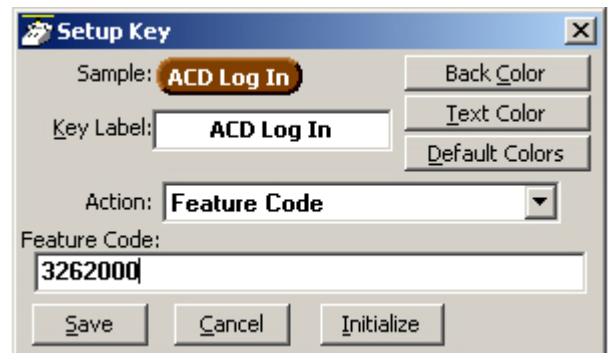 Setup Key
Sample: ACD Log In
Back Color
Key Label: ACD Log In
Text Color
Default Colors
Action: Feature Code
Feature Code:
3262000
Save Cancel Initialize